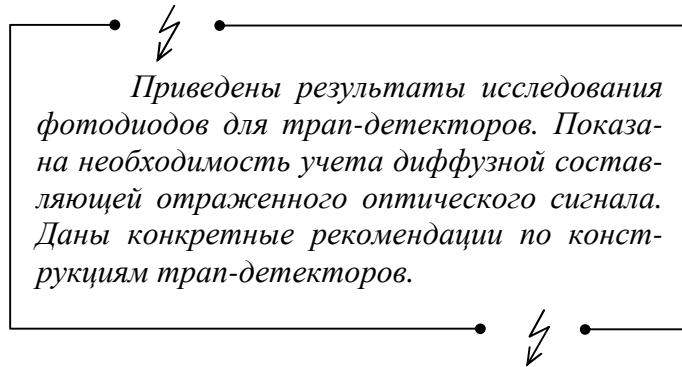 Приведены результаты исследования
фотодиодов для трап-детекторов. Показа-
на необходимость учета диффузной состав-
ляющей отраженного оптического сигнала.
Даны конкретные рекомендации по конст-
рукциям трап-детекторов.